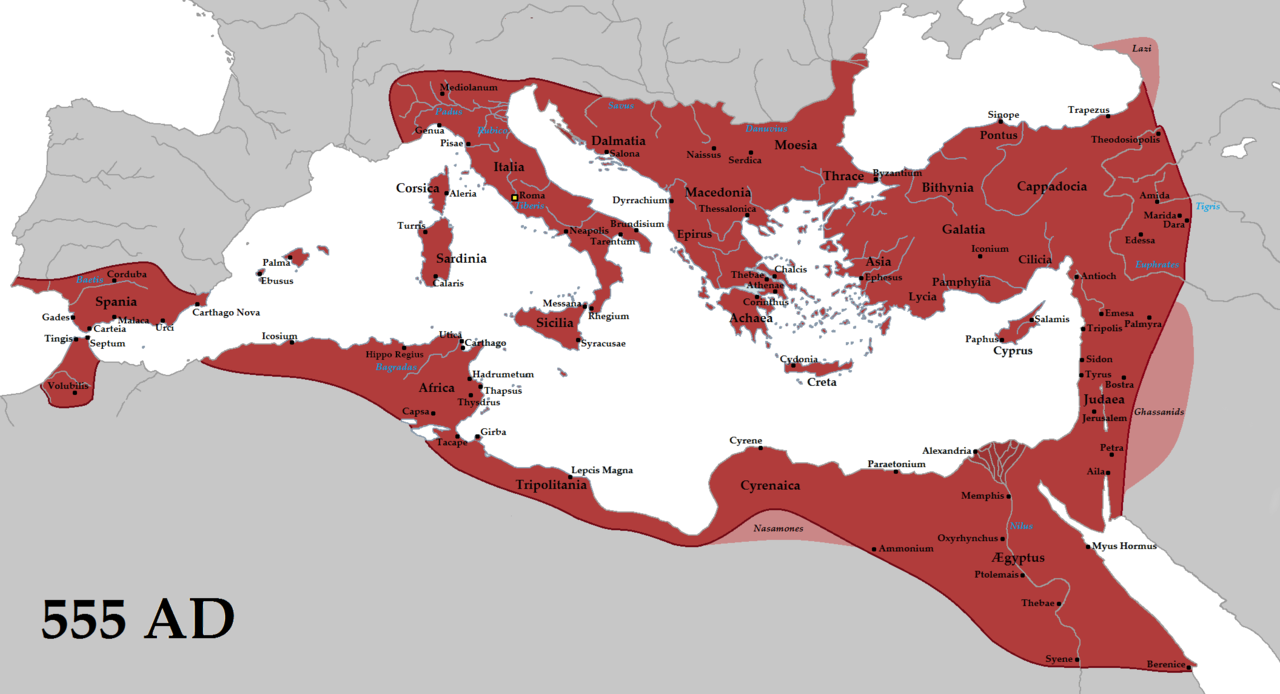 Lazi
Mediolanum
Padus
Savus
Genua
Rubico
Pisae
Dalmatia
Salona
Danuvius
Naissus
Serdica
Moesia
Sinope
Pontus
Trapezus
Theodosiopolis
Italia
Corsica
Aleria
Roma
Tiberis
Dyrrachium
Macedonia
Thessalonica
Thrace
Byzantium
Bithynia
Cappadocia
Amida
Marida
Dara
Tigris
Turris
Neapolis
Brundisium
Tarentum
Epirus
Galatia
Edessa
Iconium
Cilicia
Euphrates
Sardinia
Calaris
Palma
Ebusus
Asia
Ephesus
Pamphylia
Lycia
Antioch
Thebae
Chalcis
Athenae
Corinthus
Achaea
Baetis
Corduba
Spania
Gades
Malaca
Carteia
Urci
Carthago Nova
Tingis
Septum
Volubilis
Icosium
Messana
Rhegium
Sicilia
Syracusae
Utica
Carthago
Hippo Regius
Bagradas
Hadrumetum
Africa
Thapsus
Thysdrus
Capsa
Tacape
Girba
Cydonia
Creta
Salamis
Paphus
Cyprus
Emesa
Palmyra
Tripolis
Sidon
Tyrus
Bostra
Judaea
Jerusalem
Ghassanids
Petra
Aila
Lepcis Magna
Tripolitania
Cyrene
Cyrenaica
Nasamones
Paraetonium
Alexandria
Memphis
Nilus
Oxyrhynchus
Ammonium
Ægyptus
Ptolemais
Myus Hormus
Thebae
Syene
Berenice
555 AD